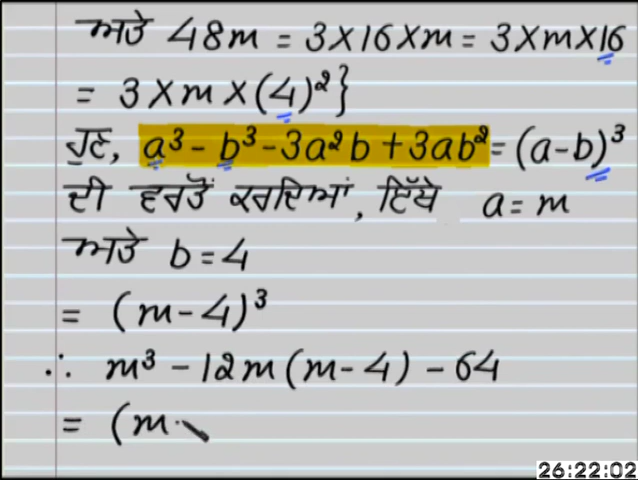 ਅਤੇ 48m = 3×16×m = 3×m×16
= 3×m×(4)²}
ਹੁਣ, a³ - b³ - 3a²b + 3ab² = (a-b)³
ਦੀ ਵਰਤੋਂ ਕਰਦਿਆਂ, ਇੱਥੇ a = m
ਅਤੇ b = 4
= (m-4)³
∴ m³ - 12m(m-4) - 64
= (m -
26:22:02